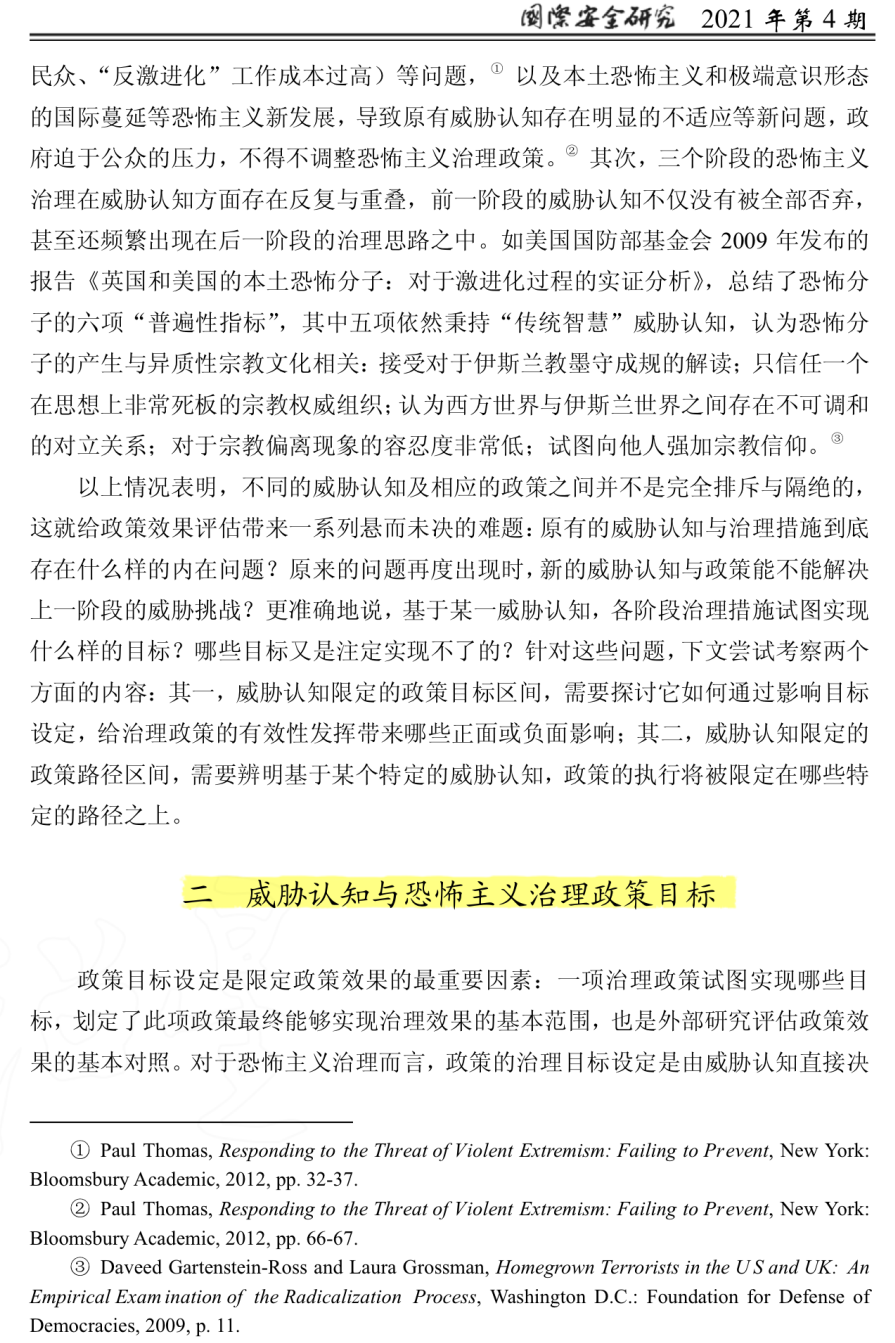 國際安全研究 2021 年第 4 期
民众、“反激进化”工作成本过高）等问题，① 以及本土恐怖主义和极端意识形态
的国际蔓延等恐怖主义新发展，导致原有威胁认知存在明显的不适应等新问题，政
府迫于公众的压力，不得不调整恐怖主义治理政策。② 其次，三个阶段的恐怖主义
治理在威胁认知方面存在反复与重叠，前一阶段的威胁认知不仅没有被全部否弃，
甚至还频繁出现在后一阶段的治理思路之中。如美国国防部基金会 2009 年发布的
报告《英国和美国的本土恐怖分子：对于激进化过程的实证分析》，总结了恐怖分
子的六项“普遍性指标”，其中五项依然秉持“传统智慧”威胁认知，认为恐怖分
子的产生与异质性宗教文化相关：接受对于伊斯兰教墨守成规的解读；只信任一个
在思想上非常死板的宗教权威组织；认为西方世界与伊斯兰世界之间存在不可调和
的对立关系；对于宗教偏离现象的容忍度非常低；试图向他人强加宗教信仰。③
以上情况表明，不同的威胁认知及相应的政策之间并不是完全排斥与隔绝的，
这就给政策效果评估带来一系列悬而未决的难题：原有的威胁认知与治理措施到底
存在什么样的内在问题？原来的问题再度出现时，新的威胁认知与政策能不能解决
上一阶段的威胁挑战？更准确地说，基于某一威胁认知，各阶段治理措施试图实现
什么样的目标？哪些目标又是注定实现不了的？针对这些问题，下文尝试考察两个
方面的内容：其一，威胁认知限定的政策目标区间，需要探讨它如何通过影响目标
设定，给治理政策的有效性发挥带来哪些正面或负面影响；其二，威胁认知限定的
政策路径区间，需要辨明基于某个特定的威胁认知，政策的执行将被限定在哪些特
定的路径之上。
二 威胁认知与恐怖主义治理政策目标
政策目标设定是限定政策效果的最重要因素：一项治理政策试图实现哪些目
标，划定了此项政策最终能够实现治理效果的基本范围，也是外部研究评估政策效
果的基本对照。对于恐怖主义治理而言，政策的治理目标设定是由威胁认知直接决
① Paul Thomas, Responding to the Threat of Violent Extremism: Failing to Prevent, New York:
Bloomsbury Academic, 2012, pp. 32-37.
② Paul Thomas, Responding to the Threat of Violent Extremism: Failing to Prevent, New York:
Bloomsbury Academic, 2012, pp. 66-67.
③ Daveed Gartenstein-Ross and Laura Grossman, Homegrown Terrorists in the U S and UK: An
Empirical Examination of the Radicalization Process, Washington D.C.: Foundation for Defense of
Democracies, 2009, p. 11.